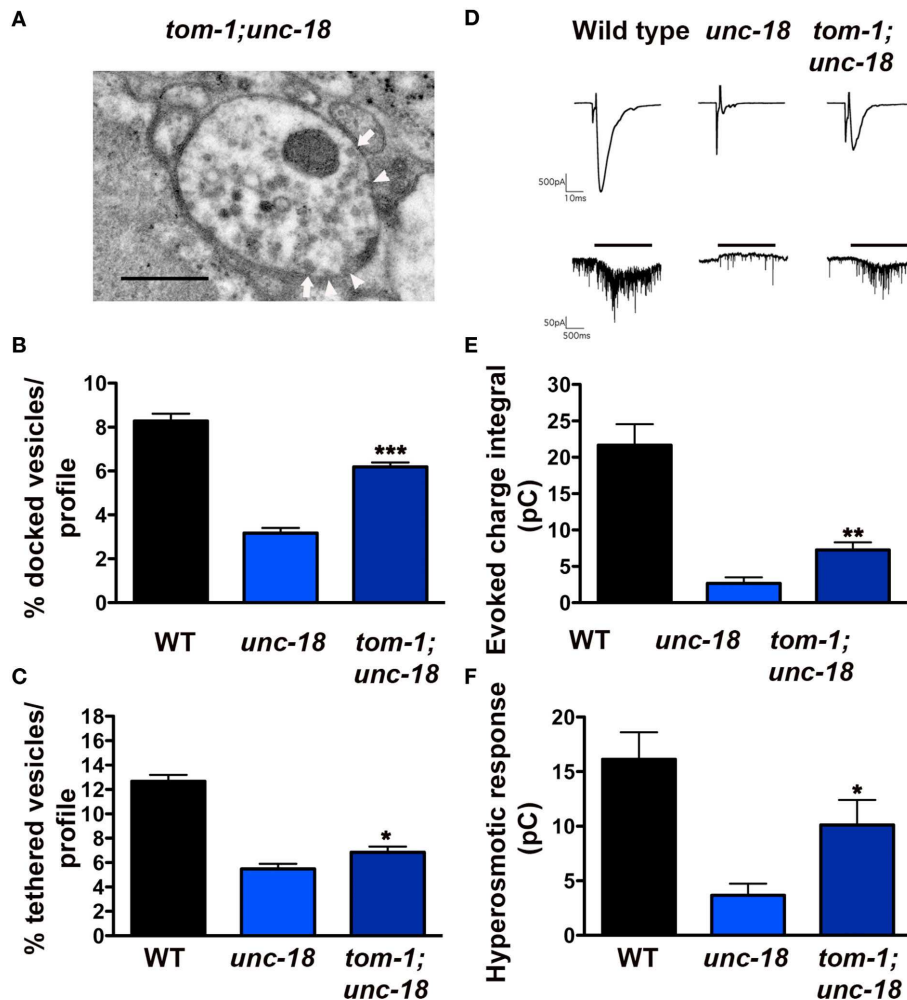 A
tom-1;unc-18
B
% docked vesicles/
profile
10
8
6
4
2
0
***
WT
unc-18
tom-1;
unc-18
C
% tethered vesicles/
profile
18
16
14
12
10
8
6
4
2
0
*
WT
unc-18
tom-1;
unc-18
D
Wild type
unc-18
tom-1;
unc-18
500pA
10ms
50pA
500ms
E
Evoked charge integral
(pC)
30
25
20
15
10
5
0
**
WT
unc-18
tom-1;
unc-18
F
Hyperosmotic response
(pC)
20
15
10
5
0
*
WT
unc-18
tom-1;
unc-18